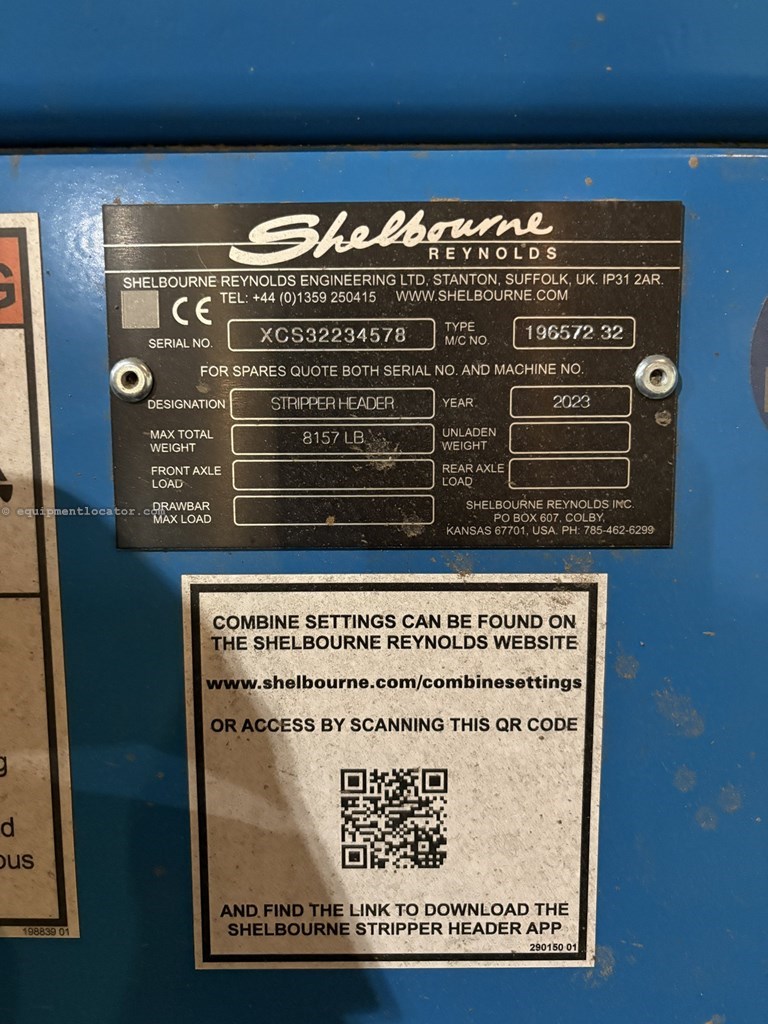 Shelbourne
REYNOLDS
SHELBOURNE REYNOLDS ENGINEERING LTD, STANTON, SUFFOLK, UK. IP31 2AR.
TEL: +44 (0)1359 250415 WWW.SHELBOURNE.COM
CE
SERIAL NO. XCS32234578 TYPE M/C NO. 196572 32
FOR SPARES QUOTE BOTH SERIAL NO. AND MACHINE NO.
DESIGNATION STRIPPER HEADER YEAR 2023
MAX TOTAL WEIGHT 8157 LB UNLADEN WEIGHT
FRONT AXLE LOAD REAR AXLE LOAD
DRAWBAR MAX LOAD
SHELBOURNE REYNOLDS INC.
PO BOX 607, COLBY,
KANSAS 67701, USA. PH: 785-462-6299
© equipmentlocator.com
COMBINE SETTINGS CAN BE FOUND ON
THE SHELBOURNE REYNOLDS WEBSITE
www.shelbourne.com/combinesettings
OR ACCESS BY SCANNING THIS QR CODE
AND FIND THE LINK TO DOWNLOAD THE
SHELBOURNE STRIPPER HEADER APP
290150 01
G
A
g
d
ous
198839 01